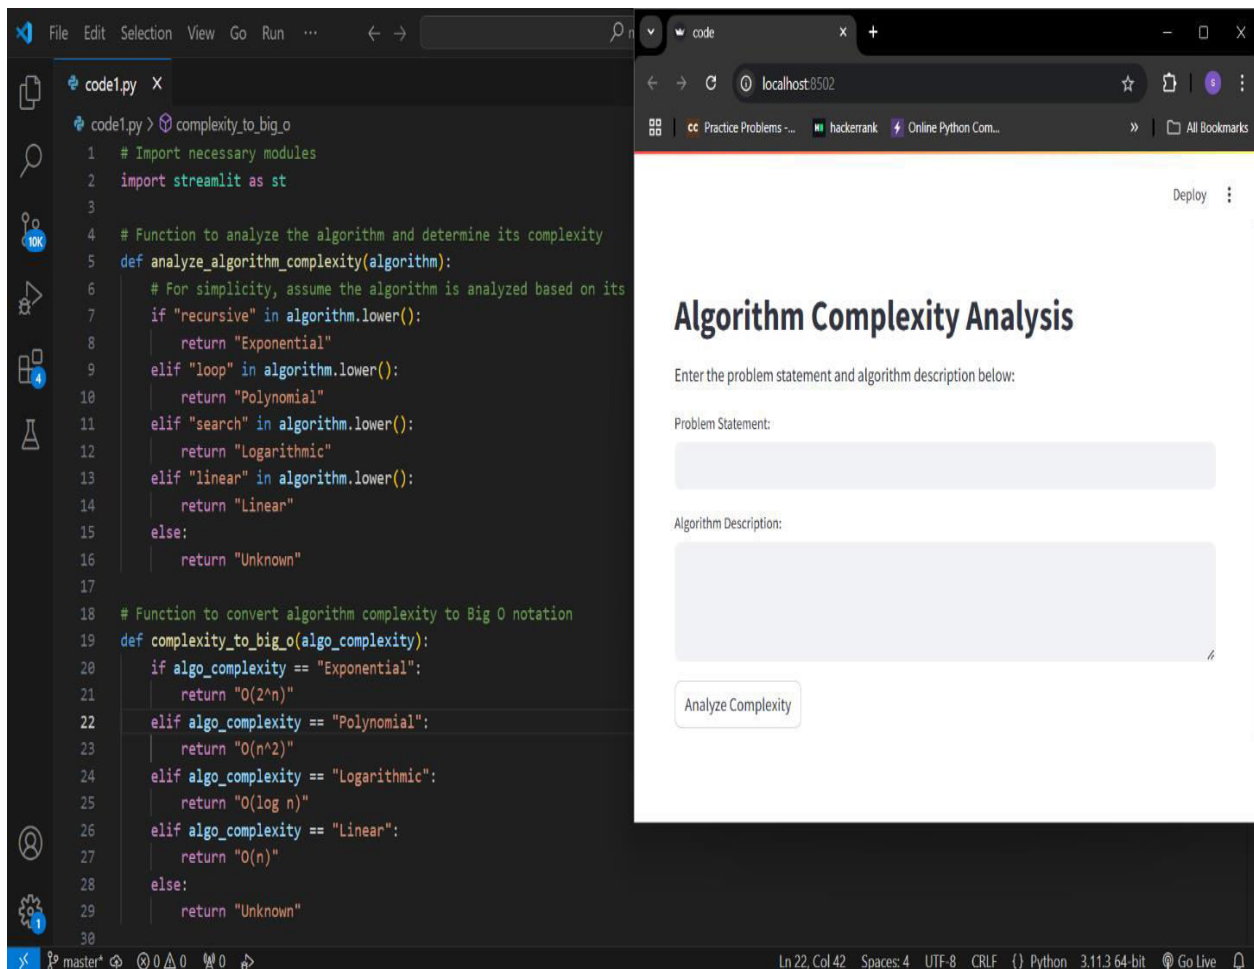 File Edit Selection View Go Run ···
code1.py
code1.py > complexity_to_big_o
1 # Import necessary modules
2 import streamlit as st
3
4 # Function to analyze the algorithm and determine its complexity
5 def analyze_algorithm_complexity(algorithm):
6 # For simplicity, assume the algorithm is analyzed based on its
7 if "recursive" in algorithm.lower():
8 return "Exponential"
9 elif "loop" in algorithm.lower():
10 return "Polynomial"
11 elif "search" in algorithm.lower():
12 return "Logarithmic"
13 elif "linear" in algorithm.lower():
14 return "Linear"
15 else:
16 return "Unknown"
17
18 # Function to convert algorithm complexity to Big O notation
19 def complexity_to_big_o(algo_complexity):
20 if algo_complexity == "Exponential":
21 return "O(2^n)"
22 elif algo_complexity == "Polynomial":
23 return "O(n^2)"
24 elif algo_complexity == "Logarithmic":
25 return "O(log n)"
26 elif algo_complexity == "Linear":
27 return "O(n)"
28 else:
29 return "Unknown"
30
10K
4
1
master* 0 0 0
Ln 22, Col 42 Spaces: 4 UTF-8 CRLF {} Python 3.11.3 64-bit Go Live
code
localhost:8502
S
CC Practice Problems -... hackerrank Online Python Com... » All Bookmarks
Deploy
Algorithm Complexity Analysis
Enter the problem statement and algorithm description below:
Problem Statement:
Algorithm Description:
Analyze Complexity